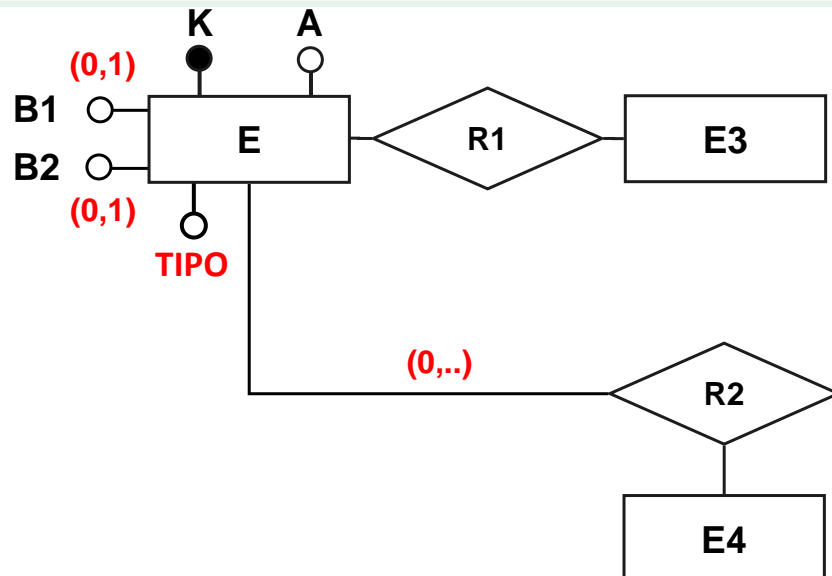 K A
(0,1)
B1
E R1 E3
B2
(0,1)
TIPO
(0,..)
R2
E4